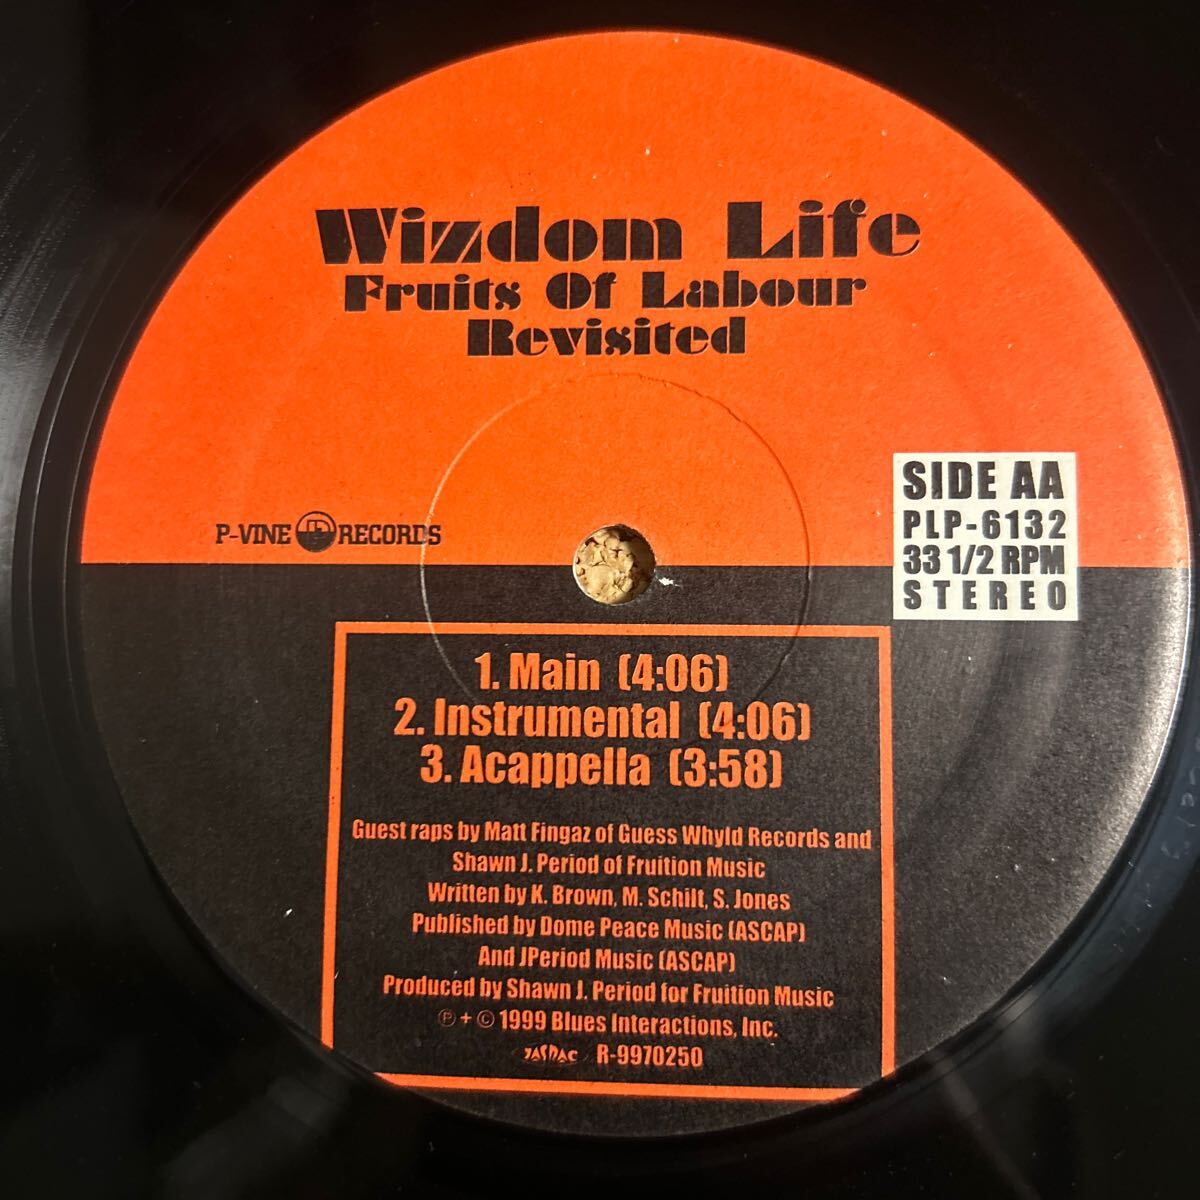 Wizdom Life
Fruits Of Labour
Revisited
P-VINE RECORDS
SIDE AA
PLP-6132
33 1/2 RPM
STEREO
1. Main (4:06)
2. Instrumental (4:06)
3. Acappella (3:58)
Guest raps by Matt Fingaz of Guess Whyld Records and
Shawn J. Period of Fruition Music
Written by K. Brown, M. Schilt, S. Jones
Published by Dome Peace Music (ASCAP)
And JPeriod Music (ASCAP)
Produced by Shawn J. Period for Fruition Music
℗ + © 1999 Blues Interactions, Inc.
JASRAC R-9970250